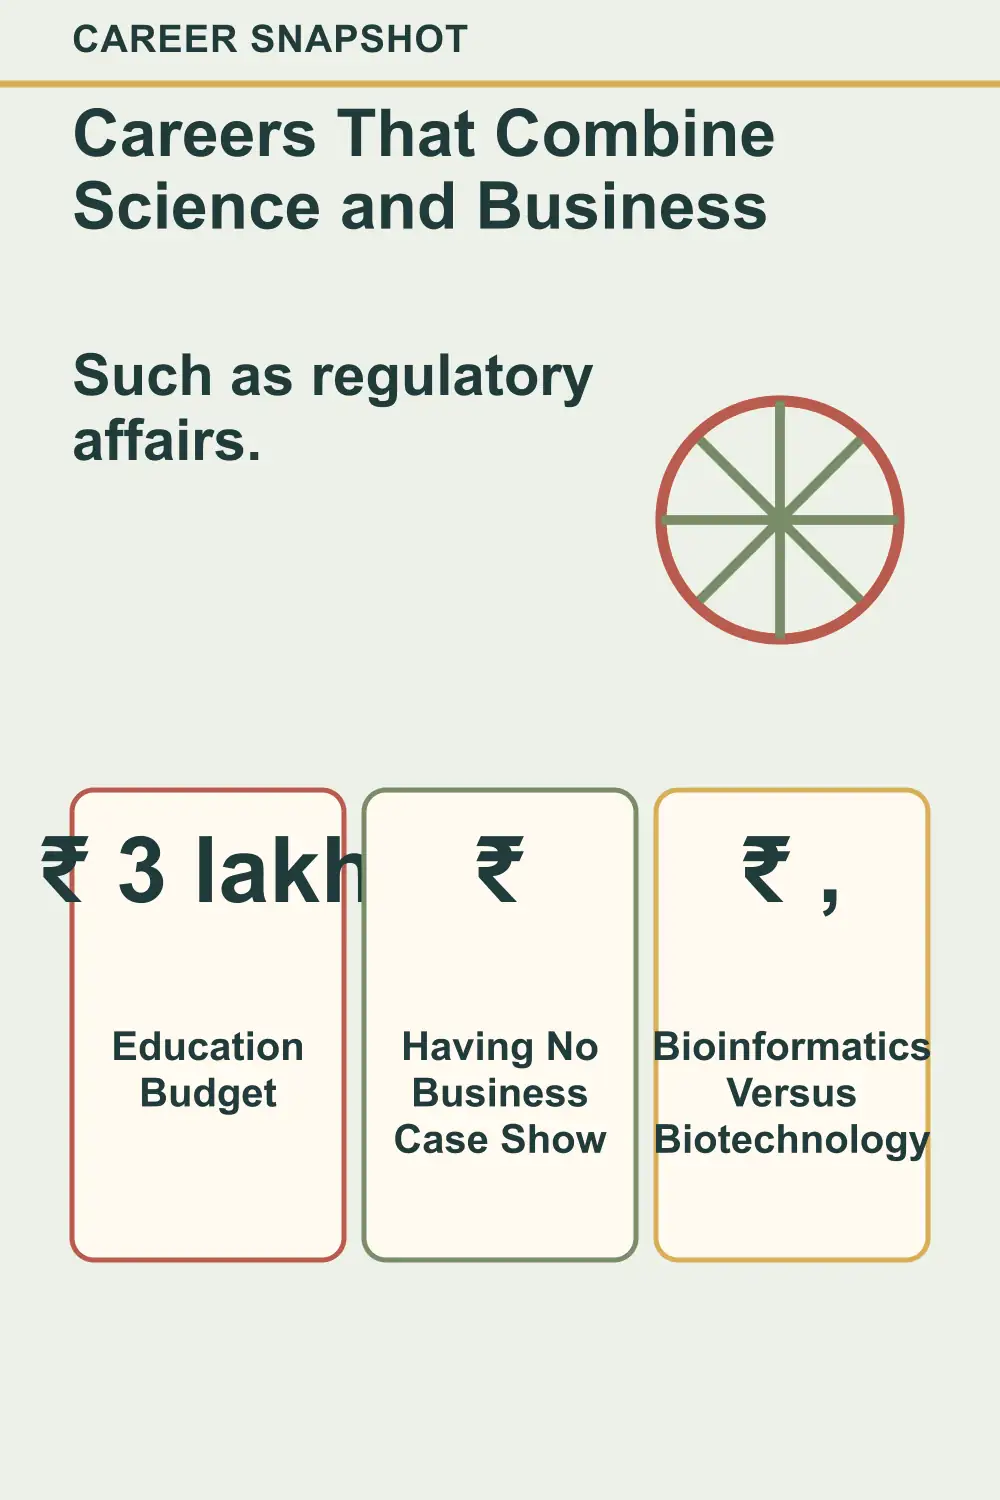 CAREER SNAPSHOT
Careers That Combine
Science and Business
Such as regulatory
affairs.
₹ 3 lakh
Education
Budget
₹
Having No
Business
Case Show
₹ ,
Bioinformatics
Versus
Biotechnology